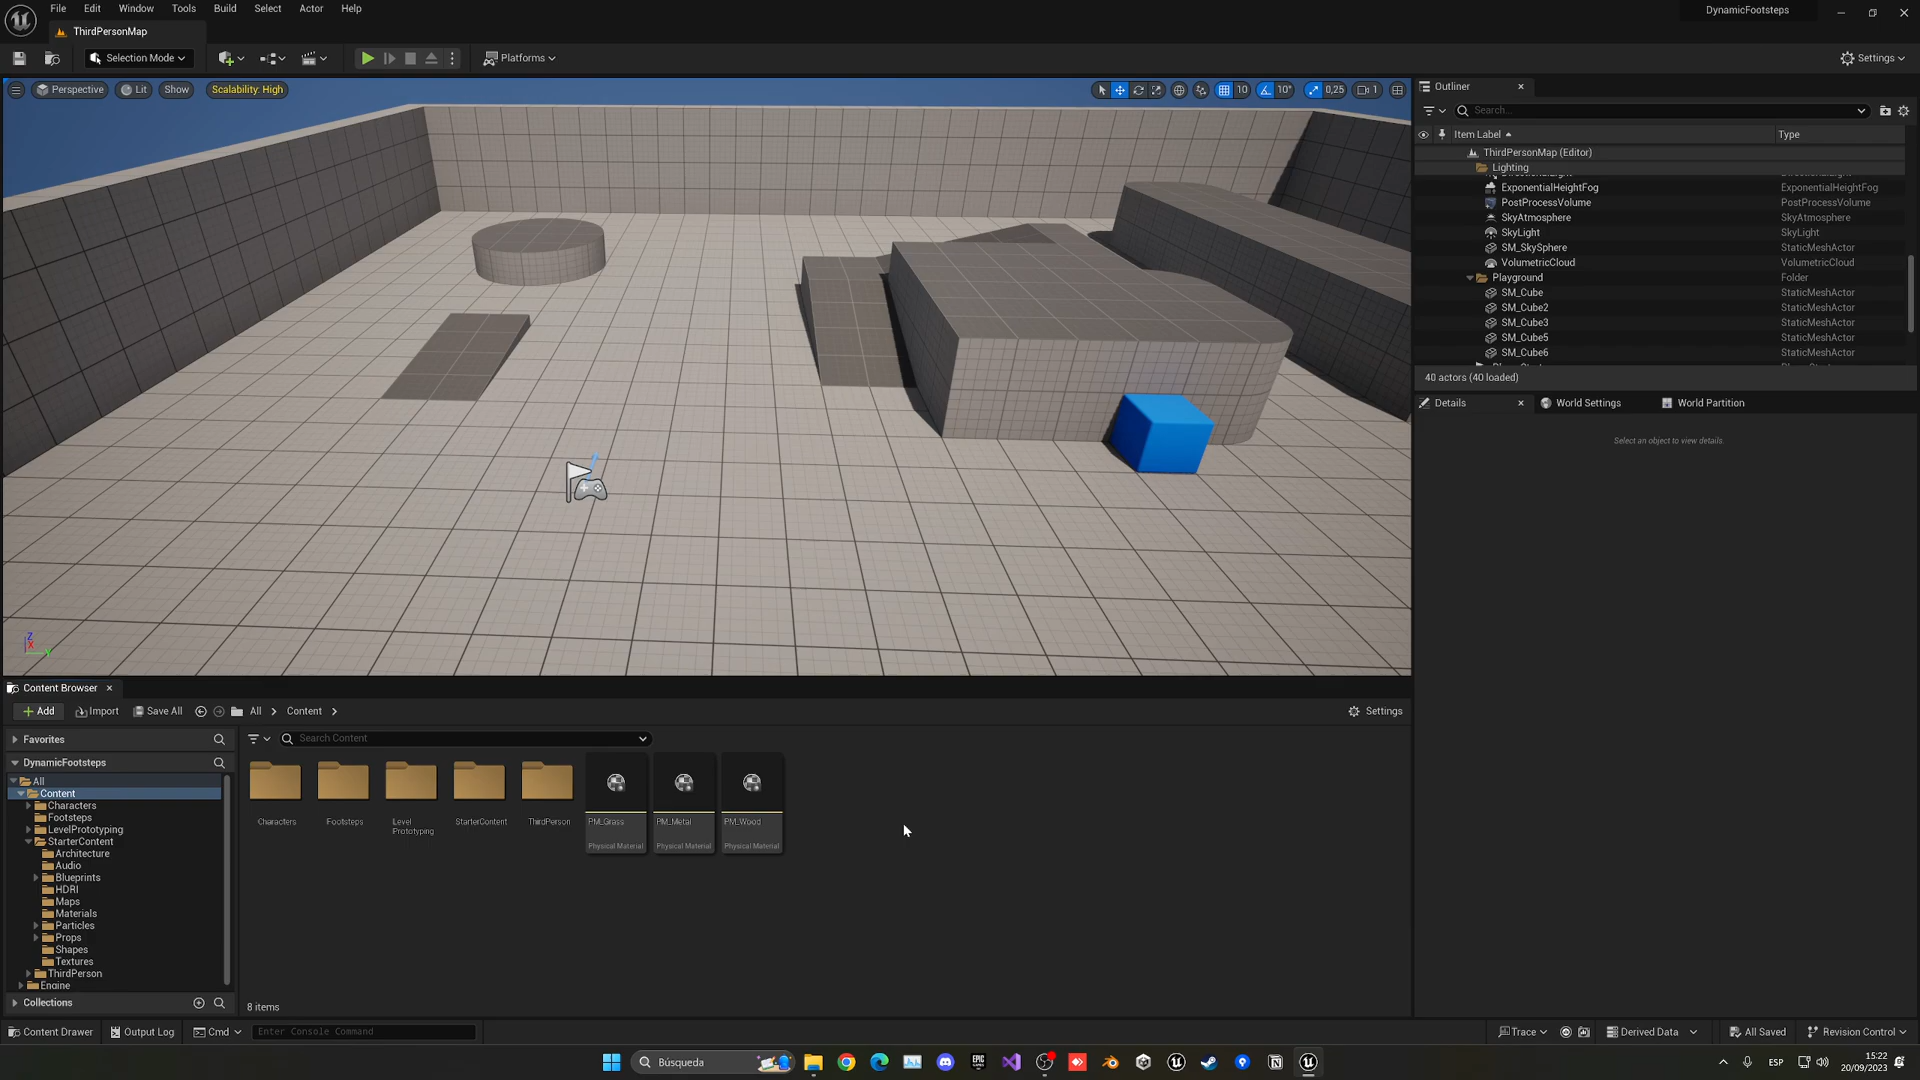 File Edit Window Tools Build Select Actor Help
DynamicFootsteps
ThirdPersonMap
Selection Mode
Platforms
Settings
Perspective Lit Show Scalability: High
10 10° 0,25 1
Outliner
Search...
Item Label Type
ThirdPersonMap (Editor)
Lighting
ExponentialHeightFog ExponentialHeightFog
PostProcessVolume PostProcessVolume
SkyAtmosphere SkyAtmosphere
SkyLight SkyLight
SM_SkySphere StaticMeshActor
VolumetricCloud VolumetricCloud
Playground Folder
SM_Cube StaticMeshActor
SM_Cube2 StaticMeshActor
SM_Cube3 StaticMeshActor
SM_Cube5 StaticMeshActor
SM_Cube6 StaticMeshActor
40 actors (40 loaded)
Details World Settings World Partition
Select an object to view details.
Z
X
Y
Content Browser
Add Import Save All All Content Settings
Favorites
Search Content
DynamicFootsteps
All
Content
Characters
Footsteps
LevelPrototyping
StarterContent
Architecture
Audio
Blueprints
HDRI
Maps
Materials
Particles
Props
Shapes
Textures
ThirdPerson
Engine
Collections
Characters
Footsteps
Level
Prototyping
StarterContent
ThirdPerson
PM_Grass
Physical Material
PM_Metal
Physical Material
PM_Wood
Physical Material
8 items
Content Drawer Output Log Cmd Enter Console Command
Trace Derived Data All Saved Revision Control
Búsqueda
EPIC
GAMES
ESP
15:22
20/09/2023